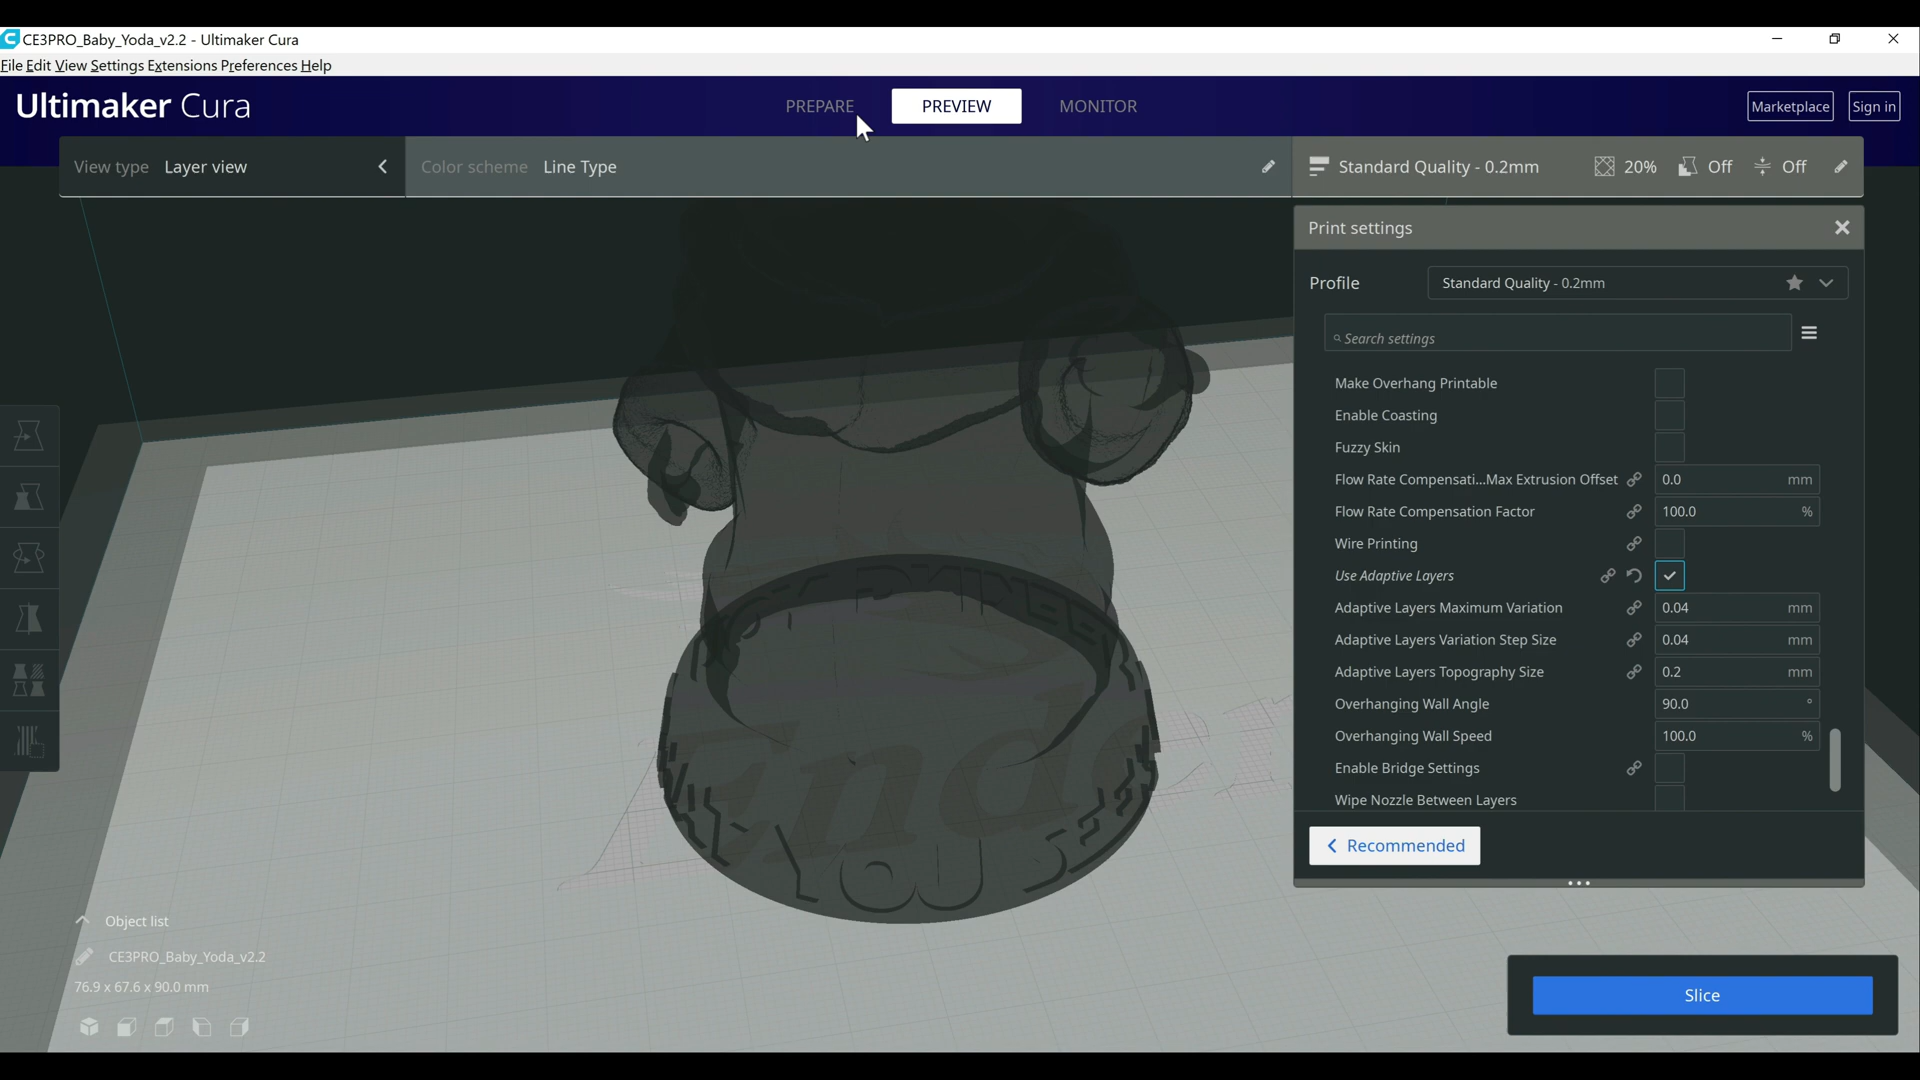 CE3PRO_Baby_Yoda_v2.2 - Ultimaker Cura
File Edit View Settings Extensions Preferences Help
Ultimaker Cura
PREPARE
PREVIEW
MONITOR
Marketplace
Sign in
View type Layer view
Color scheme Line Type
Standard Quality - 0.2mm 20% Off Off
Print settings
Profile Standard Quality - 0.2mm
Search settings
Make Overhang Printable
Enable Coasting
Fuzzy Skin
Flow Rate Compensati...Max Extrusion Offset 0.0 mm
Flow Rate Compensation Factor 100.0 %
Wire Printing
Use Adaptive Layers
Adaptive Layers Maximum Variation 0.04 mm
Adaptive Layers Variation Step Size 0.04 mm
Adaptive Layers Topography Size 0.2 mm
Overhanging Wall Angle 90.0 °
Overhanging Wall Speed 100.0 %
Enable Bridge Settings
Wipe Nozzle Between Layers
Recommended
Object list
CE3PRO_Baby_Yoda_v2.2
76.9 x 67.6 x 90.0 mm
Slice